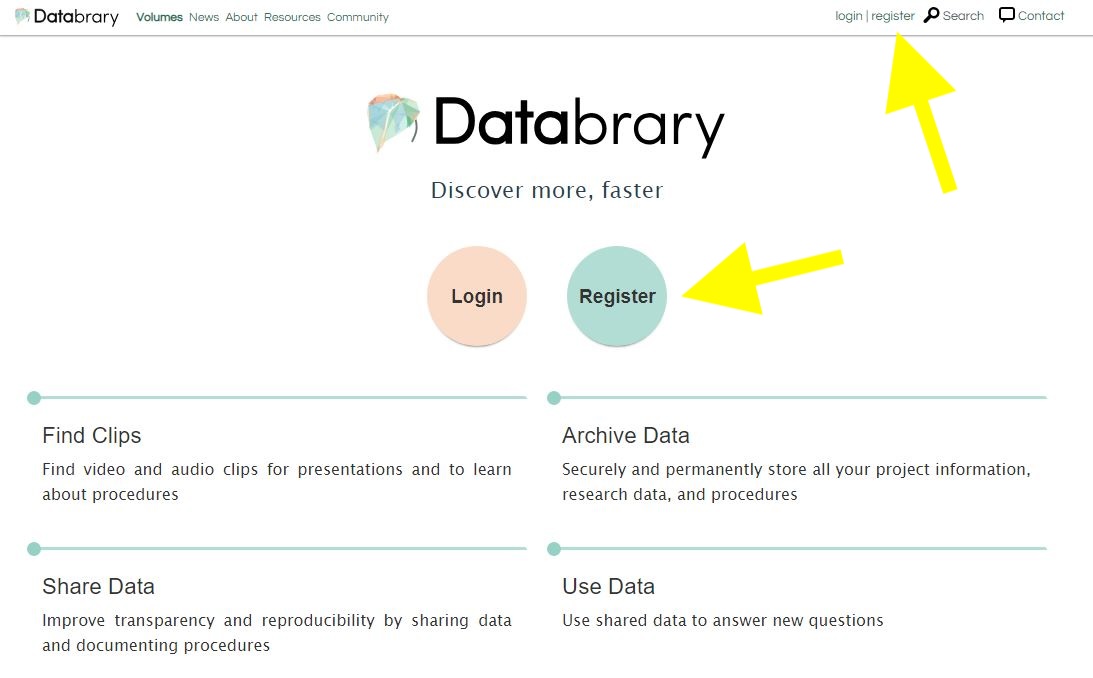 Databrary Volumes News About Resources Community login | register Search Contact
Databrary
Discover more, faster
Login Register
Find Clips
Find video and audio clips for presentations and to learn
about procedures
Archive Data
Securely and permanently store all your project information,
research data, and procedures
Share Data
Improve transparency and reproducibility by sharing data
and documenting procedures
Use Data
Use shared data to answer new questions